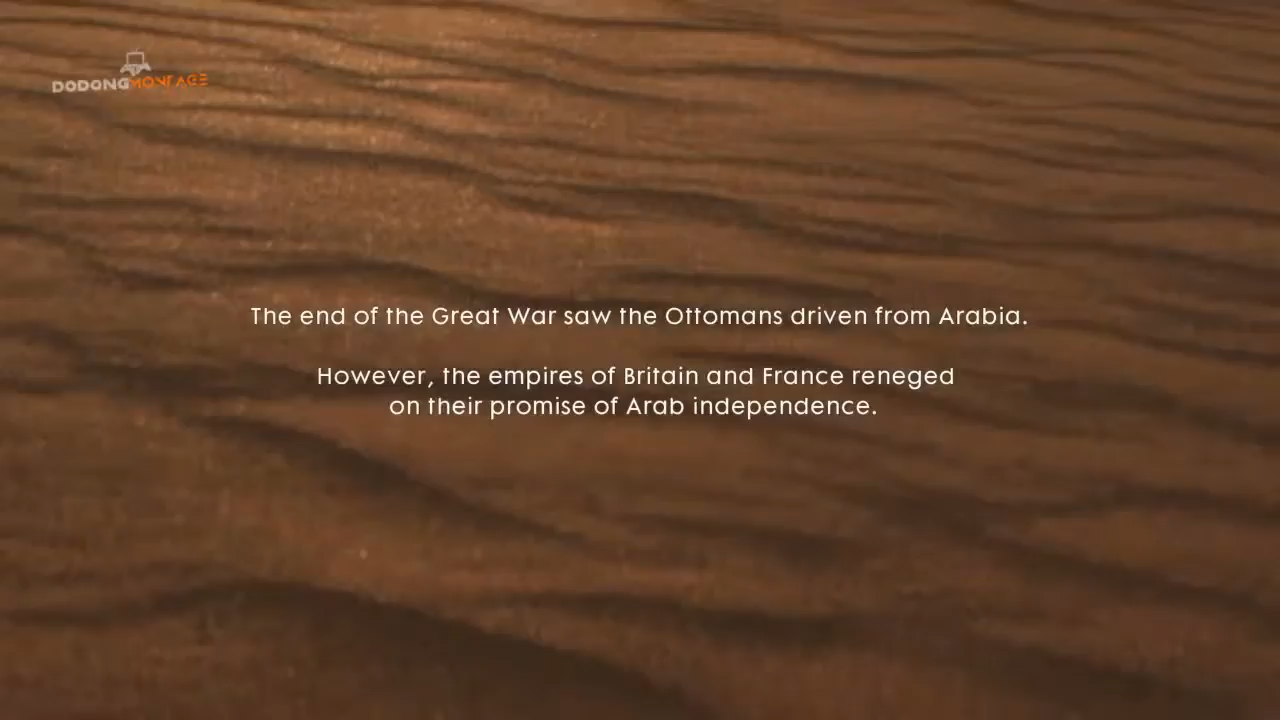 DODONGMONTAGE
The end of the Great War saw the Ottomans driven from Arabia.
However, the empires of Britain and France reneged
on their promise of Arab independence.